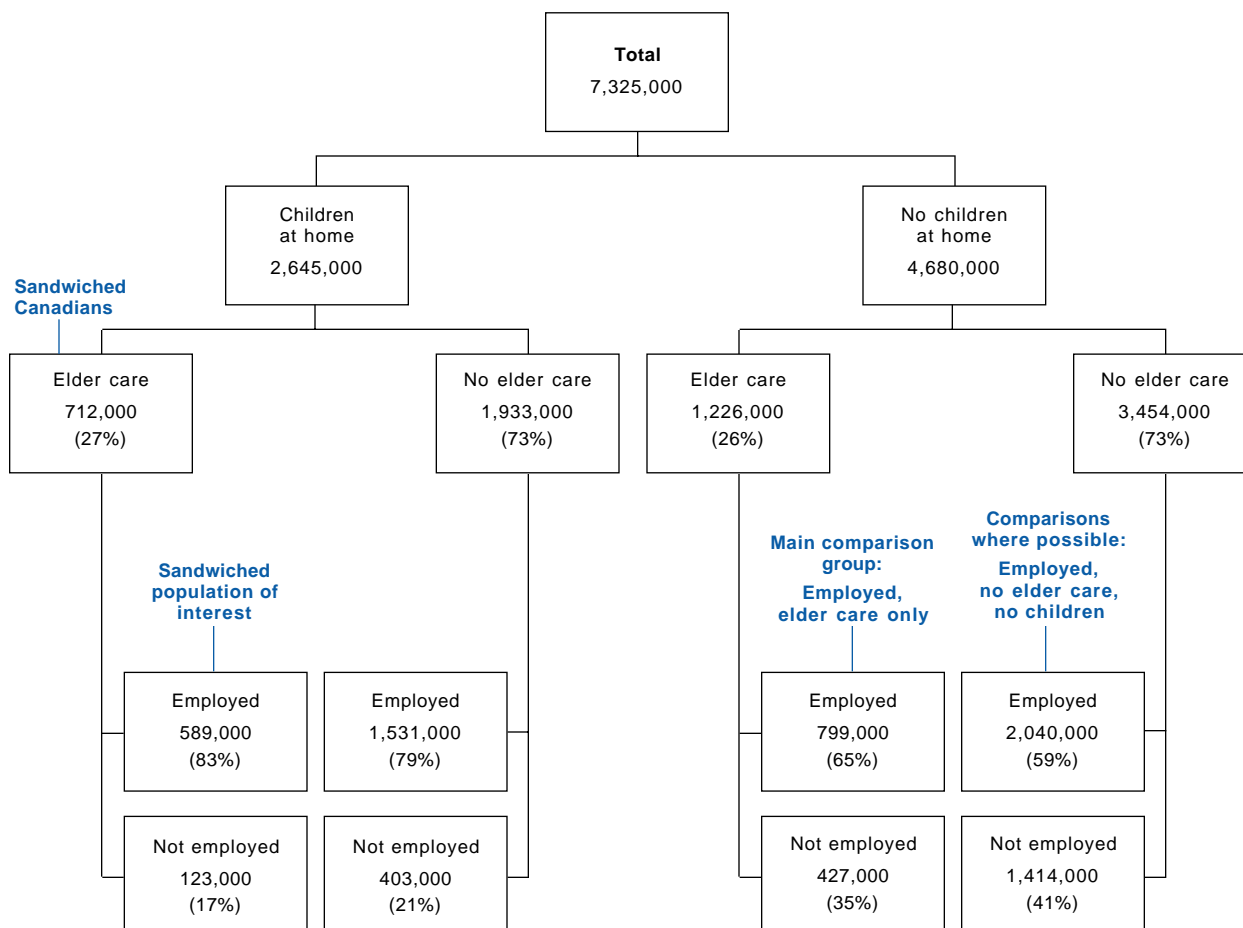 Total
7,325,000
Children
at home
2,645,000
No children
at home
4,680,000
Sandwiched
Canadians
Elder care
712,000
(27%)
No elder care
1,933,000
(73%)
Elder care
1,226,000
(26%)
No elder care
3,454,000
(73%)
Sandwiched
population of
interest
Main comparison
group:
Employed,
elder care only
Comparisons
where possible:
Employed,
no elder care,
no children
Employed
589,000
(83%)
Employed
1,531,000
(79%)
Employed
799,000
(65%)
Employed
2,040,000
(59%)
Not employed
123,000
(17%)
Not employed
403,000
(21%)
Not employed
427,000
(35%)
Not employed
1,414,000
(41%)